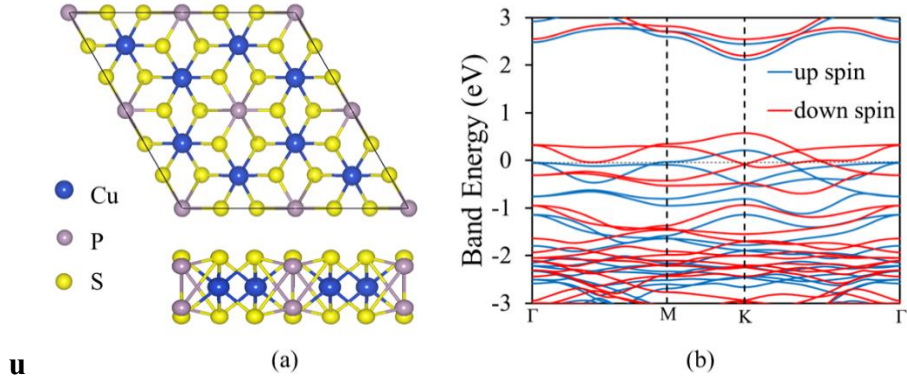 Cu
P
S
u
(a)
Band Energy (eV)
3
2
1
0
-1
-2
-3
up spin
down spin
Γ
M
K
Γ
(b)